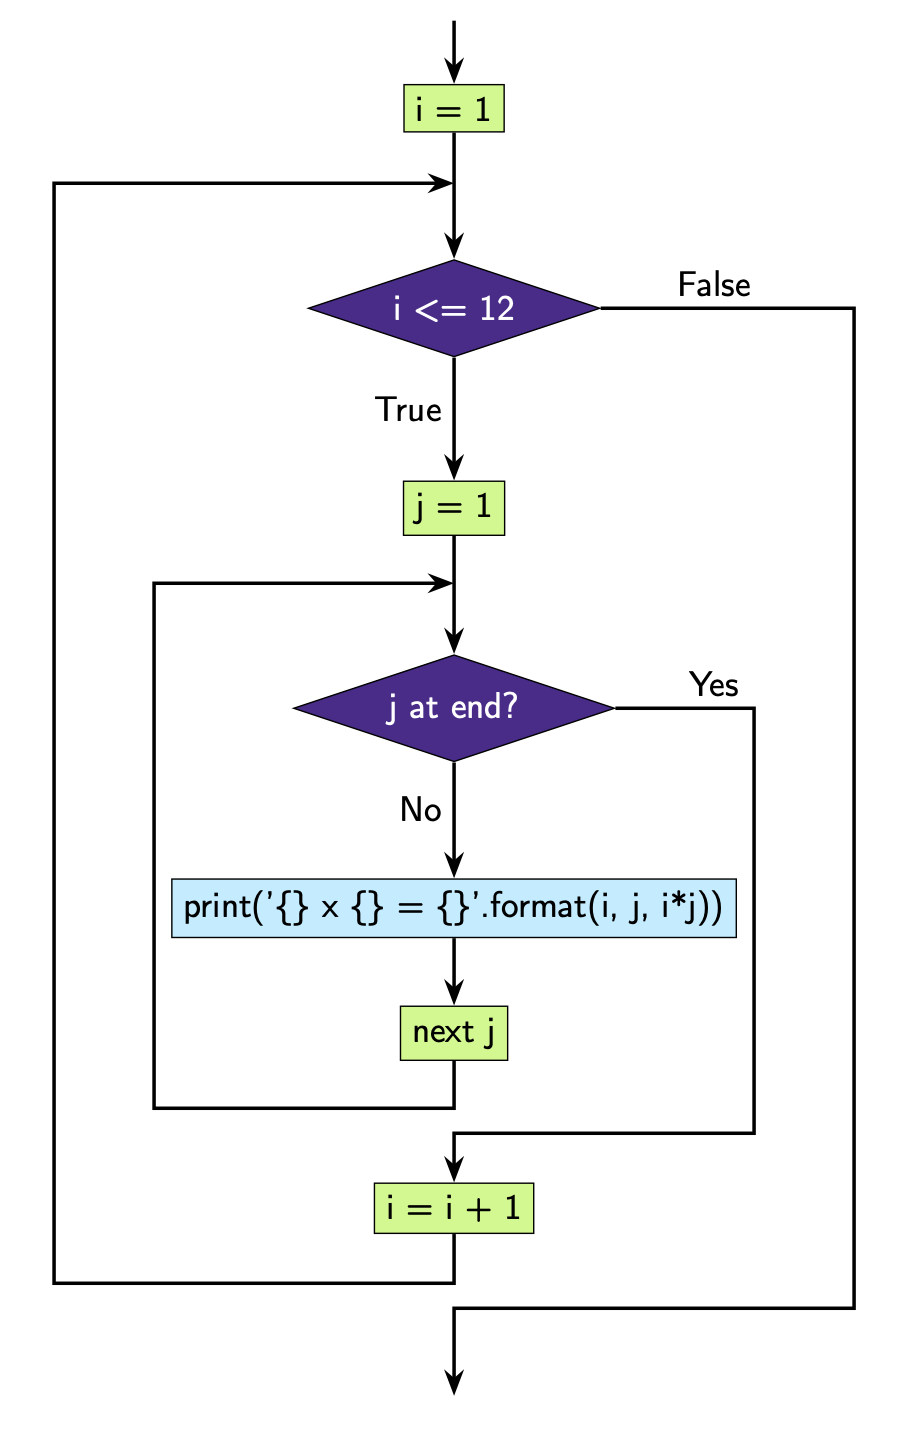 i = 1
i <= 12
False
True
j = 1
j at end?
Yes
No
print('{} x {} = {}'.format(i, j, i*j))
next j
i = i + 1